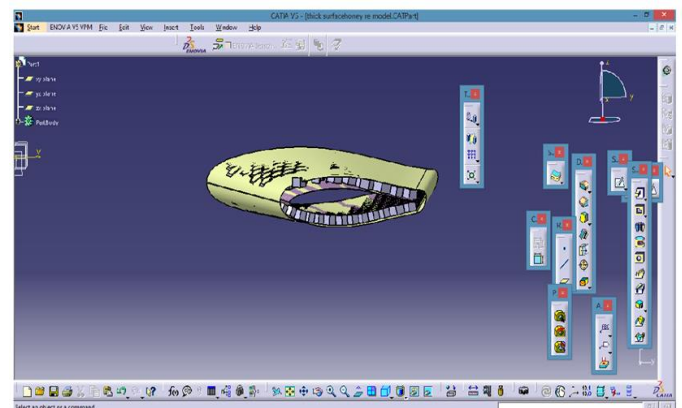 CATIA V5 - [thick surfacehoney re model.CATPart]
Start ENOVIA V5 VPM File Edit View Insert Tools Window Help
Part1
xy plane
yz plane
zx plane
PartBody
z
y
x
y
T...
D...
S...
S...
C...
P...
A...
f(x)
Select an object or a command